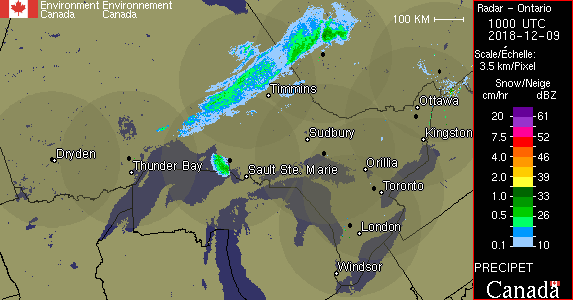 Environment Environnement
Canada Canada
100 KM
Timmins
Ottawa
Sudbury
Kingston
Dryden
Thunder Bay
Sault Ste. Marie
Orillia
Toronto
London
Windsor
Radar - Ontario
1000 UTC
2018-12-09
Scale/Échelle:
3.5 km/Pixel
Snow/Neige
cm/hr dBZ
20 61
7.5 52
4.0 46
2.0 39
1.0 33
0.5 26
0.1 10
PRECIPET
Canada